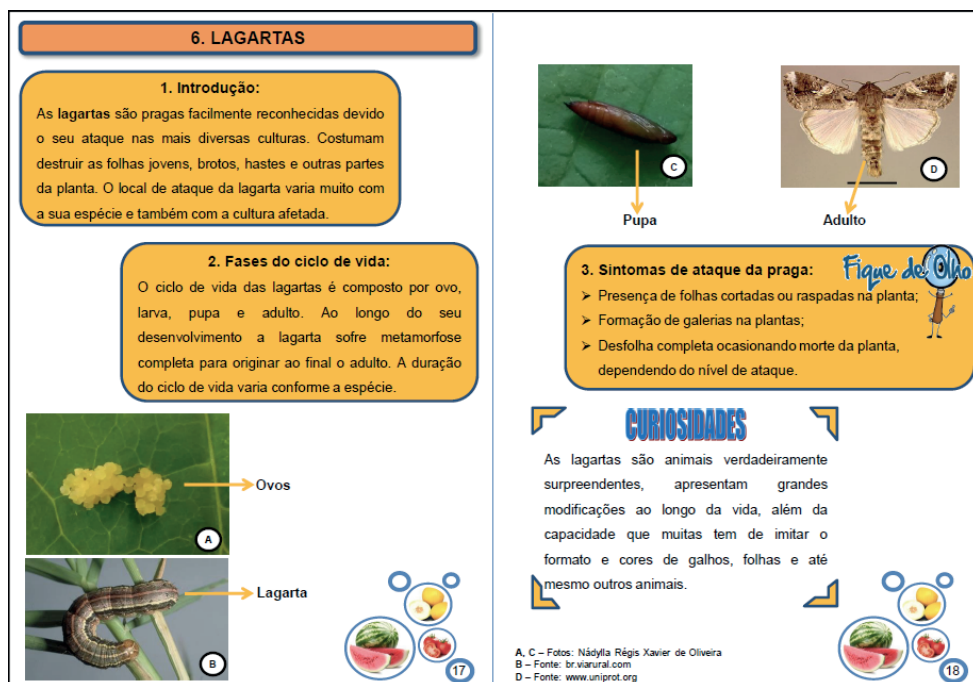 6. LAGARTAS
1. Introdução:
As lagartas são pragas facilmente reconhecidas devido
o seu ataque nas mais diversas culturas. Costumam
destruir as folhas jovens, brotos, hastes e outras partes
da planta. O local de ataque da lagarta varia muito com
a sua espécie e também com a cultura afetada.
2. Fases do ciclo de vida:
O ciclo de vida das lagartas é composto por ovo,
larva, pupa e adulto. Ao longo do seu
desenvolvimento a lagarta sofre metamorfose
completa para originar ao final o adulto. A duração
do ciclo de vida varia conforme a espécie.
Ovos
A
Lagarta
B
17
C
D
Pupa
Adulto
3. Sintomas de ataque da praga:
Fique de Olho
➢ Presença de folhas cortadas ou raspadas na planta;
➢ Formação de galerias na plantas;
➢ Desfolha completa ocasionando morte da planta,
dependendo do nível de ataque.
CURIOSIDADES
As lagartas são animais verdadeiramente
surpreendentes, apresentam grandes
modificações ao longo da vida, além da
capacidade que muitas tem de imitar o
formato e cores de galhos, folhas e até
mesmo outros animais.
A, C – Fotos: Nádylla Régis Xavier de Oliveira
B – Fonte: br.viarural.com
D – Fonte: www.uniprot.org
18